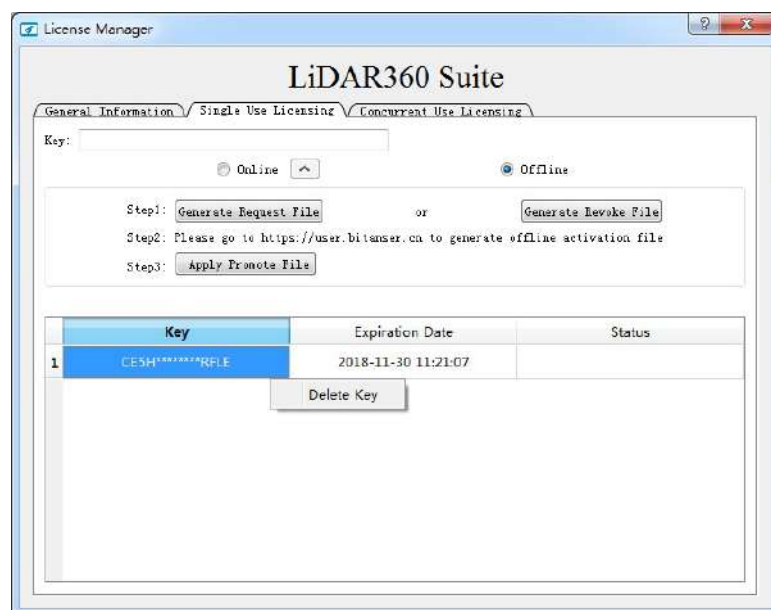 License Manager
LiDAR360 Suite
General Information Single Use Licensing Concurrent Use Licensing
Key:
Online Offline
Step1: Generate Request File or Generate Revoke File
Step2: Please go to https://user.bitanser.cn to generate offline activation file
Step3: Apply Promote File
Key Expiration Date Status
1 CE5H********RFLE 2018-11-30 11:21:07
Delete Key